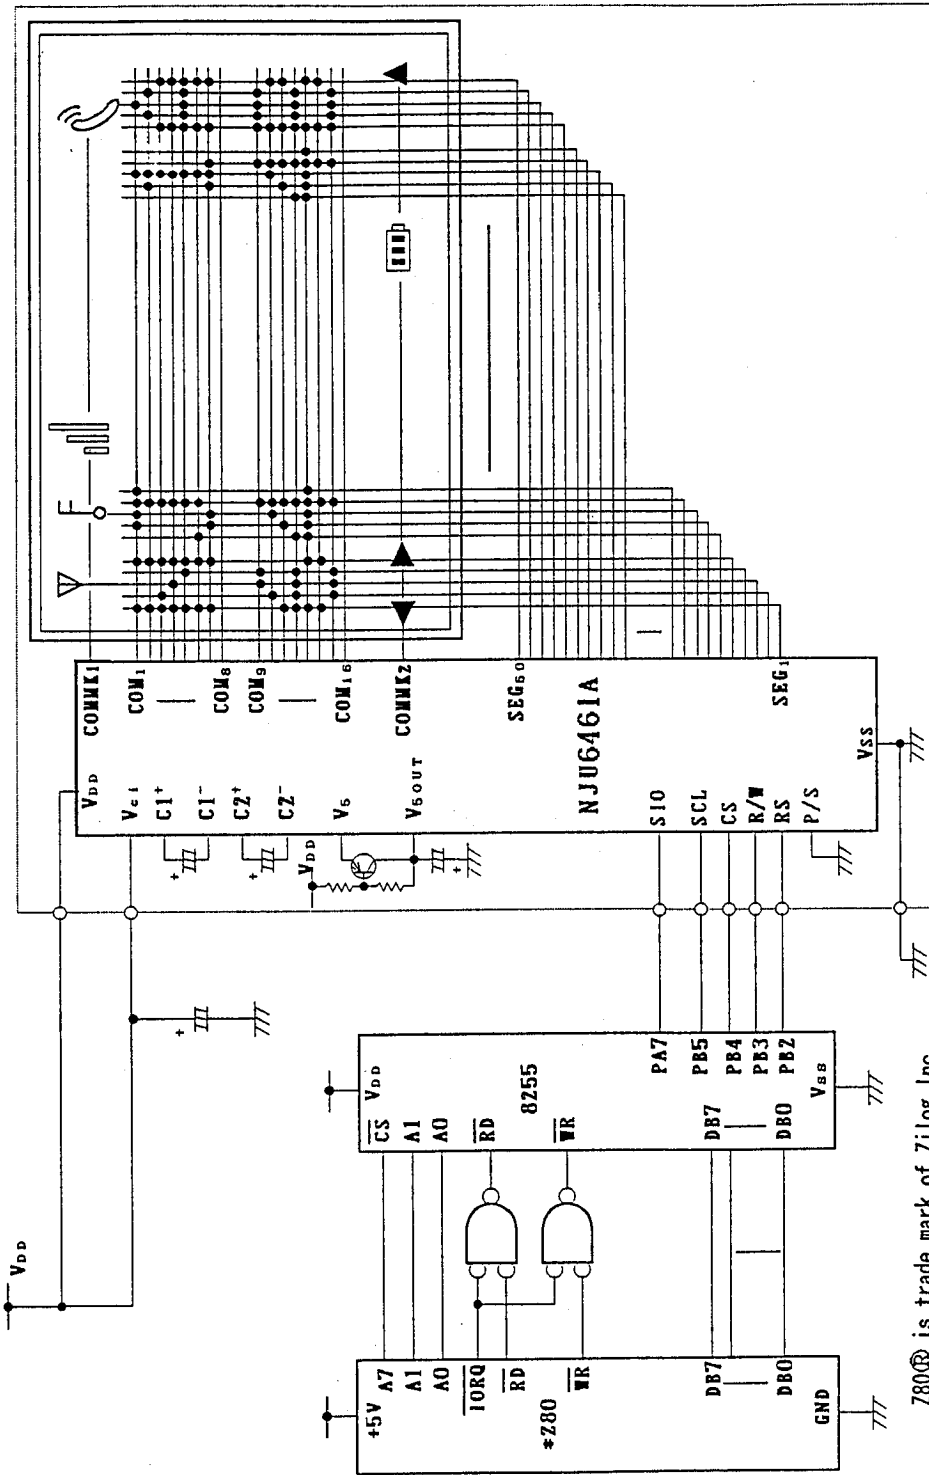 VDD
+5V
A7
A1
A0
IORQ
RD
*Z80
WR
DB7
DB0
GND
VDD
CS
A1
A0
RD
8255
WR
DB7
DB0
PA7
PB5
PB4
PB3
PB2
VSS
VDD
VDD
Vci
C1+
C1-
C2+
C2-
V5
V5OUT
NJU6461A
SIO
SCL
CS
R/W
RS
P/S
VSS
COMMK1
COM1
COM8
COM9
COM16
COMMK2
SEG60
SEG1
Z80® is trade mark of Zilog Inc